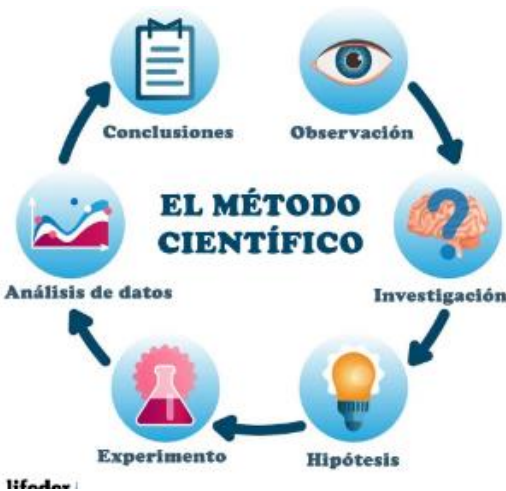 EL MÉTODO
CIENTÍFICO
Observación
Investigación
Hipótesis
Experimento
Análisis de datos
Conclusiones
lifeder